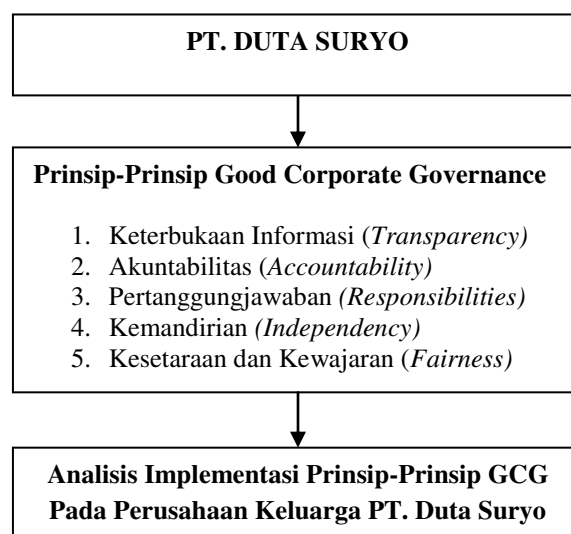 PT. DUTA SURYO
Prinsip-Prinsip Good Corporate Governance
1. Keterbukaan Informasi (Transparency)
2. Akuntabilitas (Accountability)
3. Pertanggungjawaban (Responsibilities)
4. Kemandirian (Independency)
5. Kesetaraan dan Kewajaran (Fairness)
Analisis Implementasi Prinsip-Prinsip GCG
Pada Perusahaan Keluarga PT. Duta Suryo